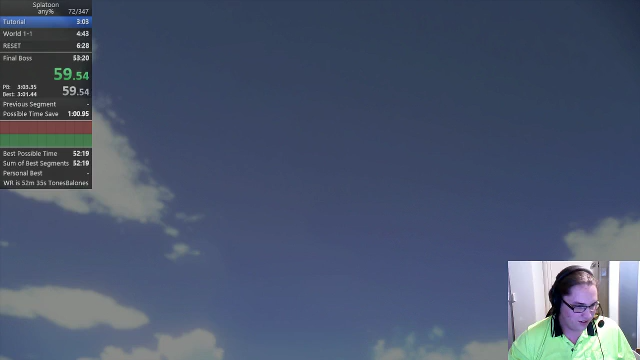 Splatoon
any% 72/347
Tutorial 3:03
World 1-1 4:43
RESET 6:28
Final Boss 53:20
59.54
PB: 3:03.35
Best: 3:01.44
59.54
Previous Segment -
Possible Time Save 1:00.95
Best Possible Time 52:19
Sum of Best Segments 52:19
Personal Best -
WR is 52m 35s TonesBalones